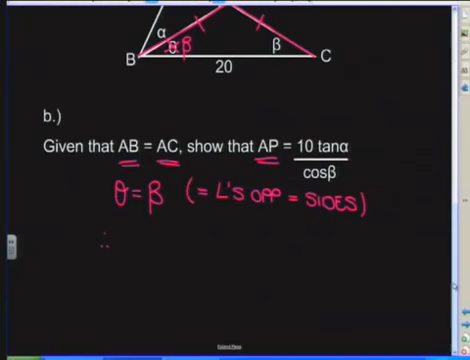 α
θ β β
B C
20
b.)
Given that AB = AC, show that AP = 10 tanα
cosβ
θ = β (= L'S OPP = SIDES)
∴